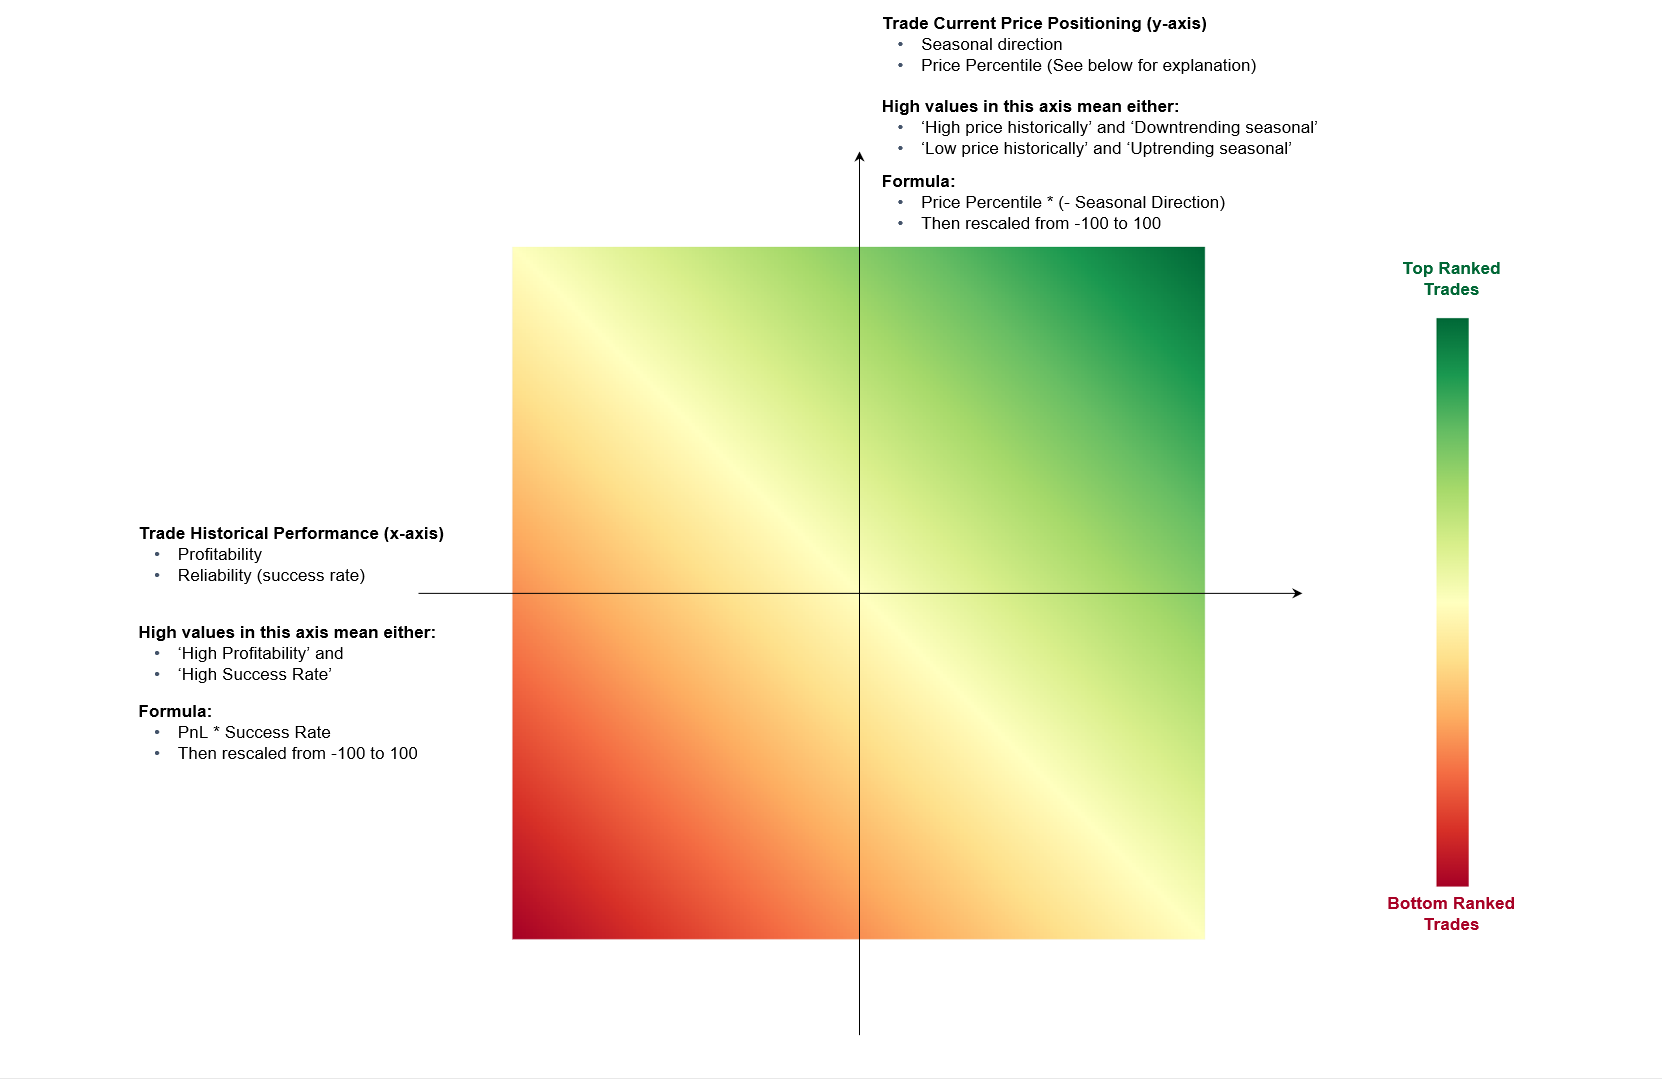 Trade Current Price Positioning (y-axis)
• Seasonal direction
• Price Percentile (See below for explanation)
High values in this axis mean either:
• ‘High price historically’ and ‘Downtrending seasonal’
• ‘Low price historically’ and ‘Uptrending seasonal’
Formula:
• Price Percentile * (- Seasonal Direction)
• Then rescaled from -100 to 100
Top Ranked
Trades
Trade Historical Performance (x-axis)
• Profitability
• Reliability (success rate)
High values in this axis mean either:
• ‘High Profitability’ and
• ‘High Success Rate’
Formula:
• PnL * Success Rate
• Then rescaled from -100 to 100
Bottom Ranked
Trades